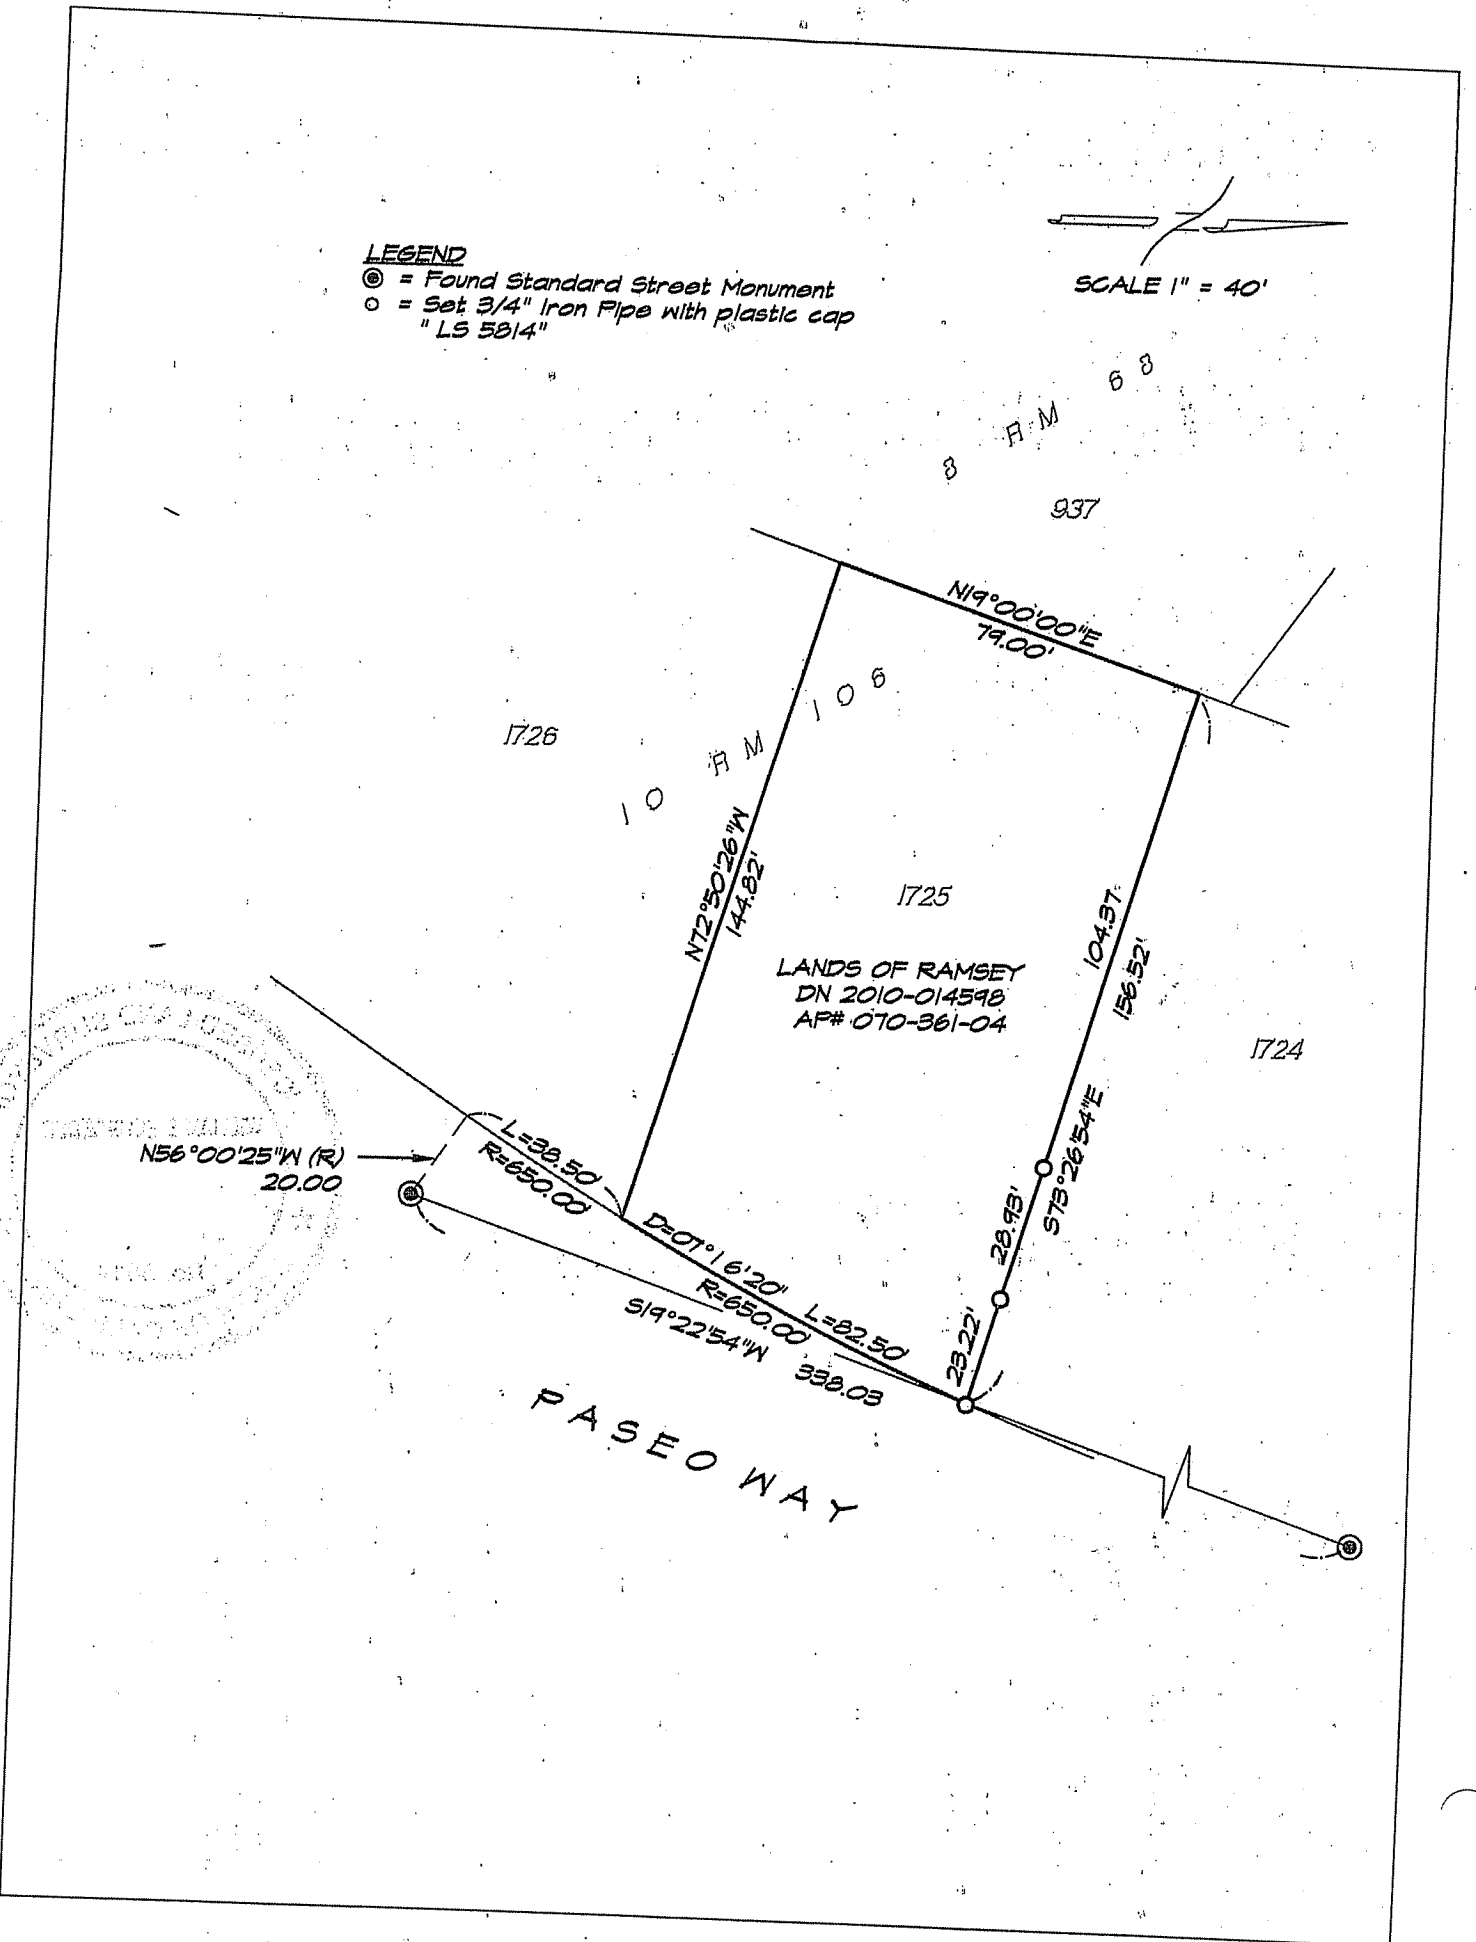 LEGEND
= Found Standard Street Monument
= Set 3/4" Iron Pipe with plastic cap
"LS 5814"
SCALE 1" = 40'
8 RM 68
937
N19°00'00"E
79.00'
1726
10 RM 106
N72°50'26"W
144.82'
1725
LANDS OF RAMSEY
DN 2010-014598
AP# 070-361-04
104.37
156.52'
1724
S73°26'54"E
28.93'
23.22'
N56°00'25"W (R)
20.00
L=38.50'
R=650.00'
D=07°16'20"
R=650.00'
L=82.50'
S19°22'54"W
338.03
PASEO WAY